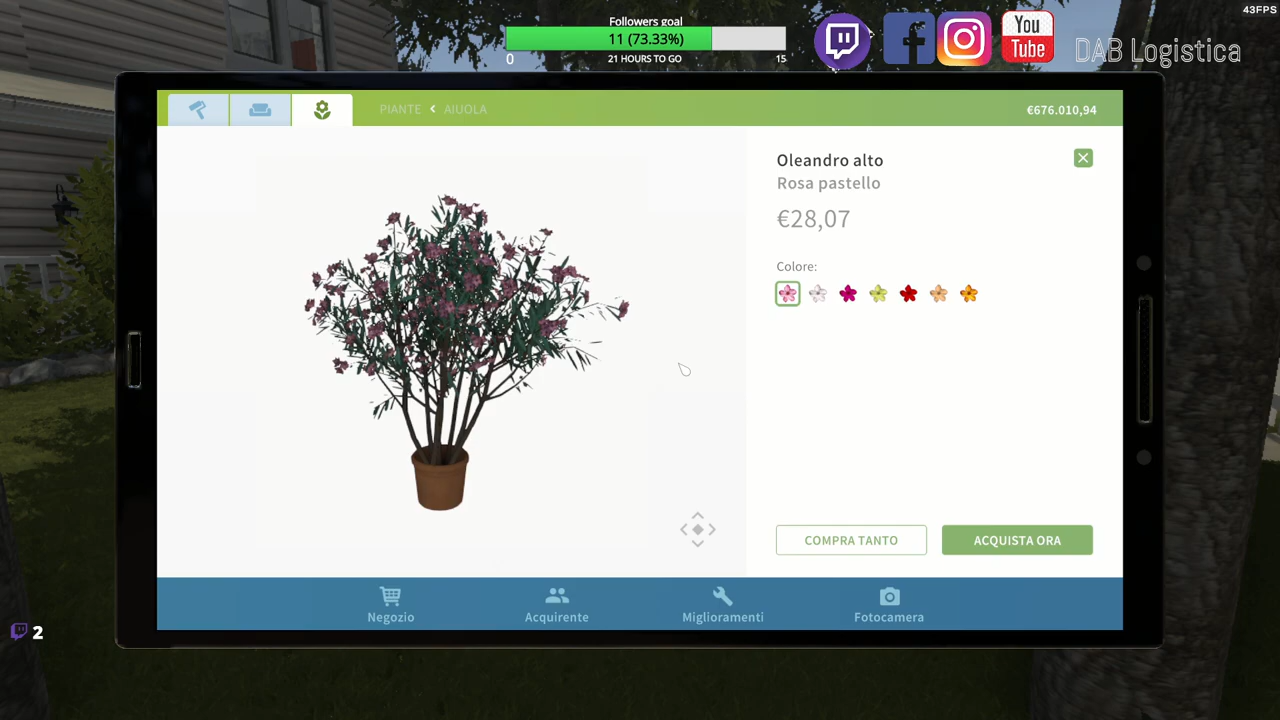 43FPS
Followers goal
11 (73.33%)
0 21 HOURS TO GO 15
You
Tube
DAB Logistica
PIANTE < AIUOLA
€676.010,94
Oleandro alto
Rosa pastello
€28,07
Colore:
COMPRA TANTO
ACQUISTA ORA
Negozio
Acquirente
Miglioramenti
Fotocamera
2